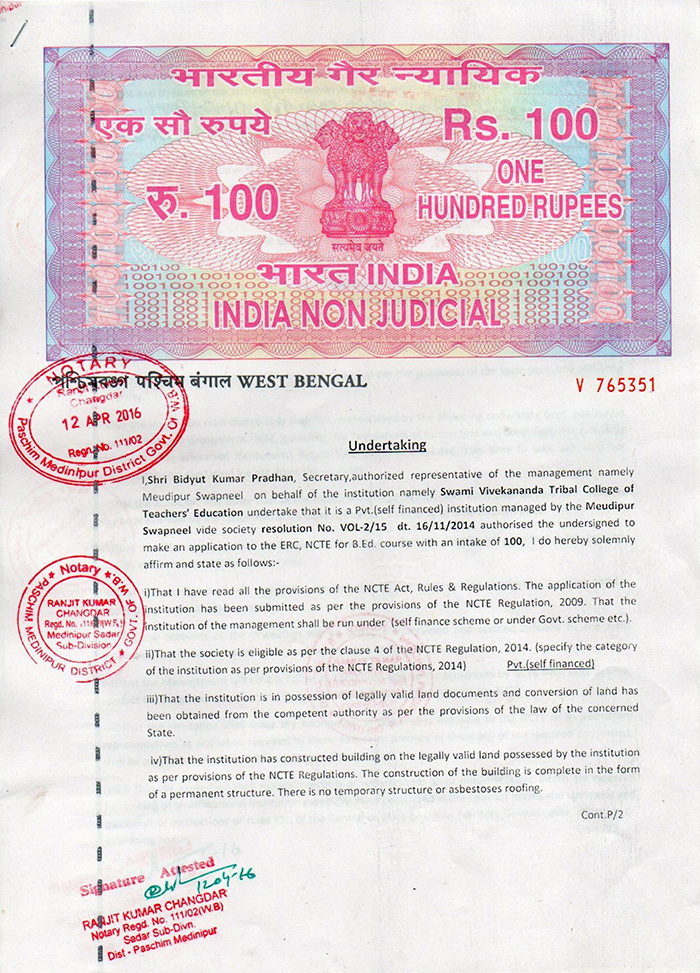 भारतीय गैर न्यायिक
एक सौ रुपये
Rs. 100
रु. 100
ONE
HUNDRED RUPEES
सत्यमेव जयते
भारत INDIA
INDIA NON JUDICIAL
পশ্চিমবঙ্গ पश्चिम बंगाल WEST BENGAL
V 765351
NOTARY
Ranjit Kumar
Changdar
12 APR 2016
Regn. No. 111/02
Paschim Medinipur District Govt. Of W.B.
Undertaking
I,Shri Bidyut Kumar Pradhan, Secretary,authorized representative of the management namely
Meudipur Swapneel on behalf of the institution namely Swami Vivekananda Tribal College of
Teachers' Education undertake that it is a Pvt.(self financed) institution managed by the Meudipur
Swapneel vide society resolution No. VOL-2/15 dt. 16/11/2014 authorised the undersigned to
make an application to the ERC, NCTE for B.Ed. course with an intake of 100, I do hereby solemnly
affirm and state as follows:-
Notary
RANJIT KUMAR
CHANGDAR
Regd. No. 111/02(W.B.)
Medinipur Sadar
Sub-Division
PASCHIM MEDINIPUR DISTRICT GOVT. OF W.B.
i)That I have read all the provisions of the NCTE Act, Rules & Regulations. The application of the
institution has been submitted as per the provisions of the NCTE Regulation, 2009. That the
institution of the management shall be run under (self finance scheme or under Govt. scheme etc.).
ii)That the society is eligible as per the clause 4 of the NCTE Regulation, 2014. (specify the category
of the institution as per provisions of the NCTE Regulations, 2014) Pvt.(self financed)
iii)That the institution is in possession of legally valid land documents and conversion of land has
been obtained from the competent authority as per the provisions of the law of the concerned
State.
iv)That the institution has constructed building on the legally valid land possessed by the institution
as per provisions of the NCTE Regulations. The construction of the building is complete in the form
of a permanent structure. There is no temporary structure or asbestoses roofing.
Cont.P/2
Signature Attested
RANJIT KUMAR CHANGDAR
Notary Regd. No. 111/02(W.B)
Sadar Sub-Divn.
Dist - Paschim Medinipur